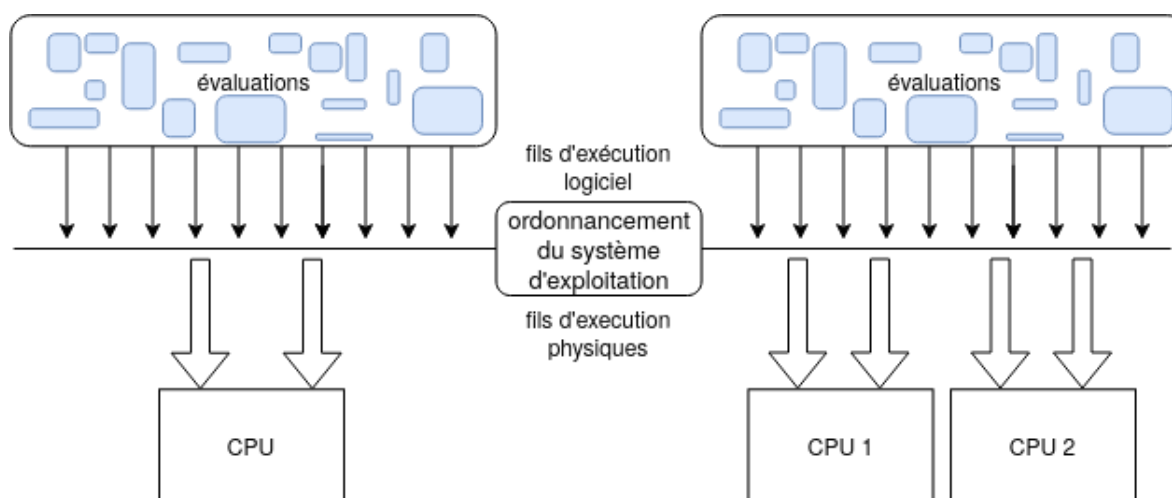 évaluations
évaluations
fils d'exécution
logiciel
ordonnancement
du système
d'exploitation
fils d'execution
physiques
CPU
CPU 1
CPU 2